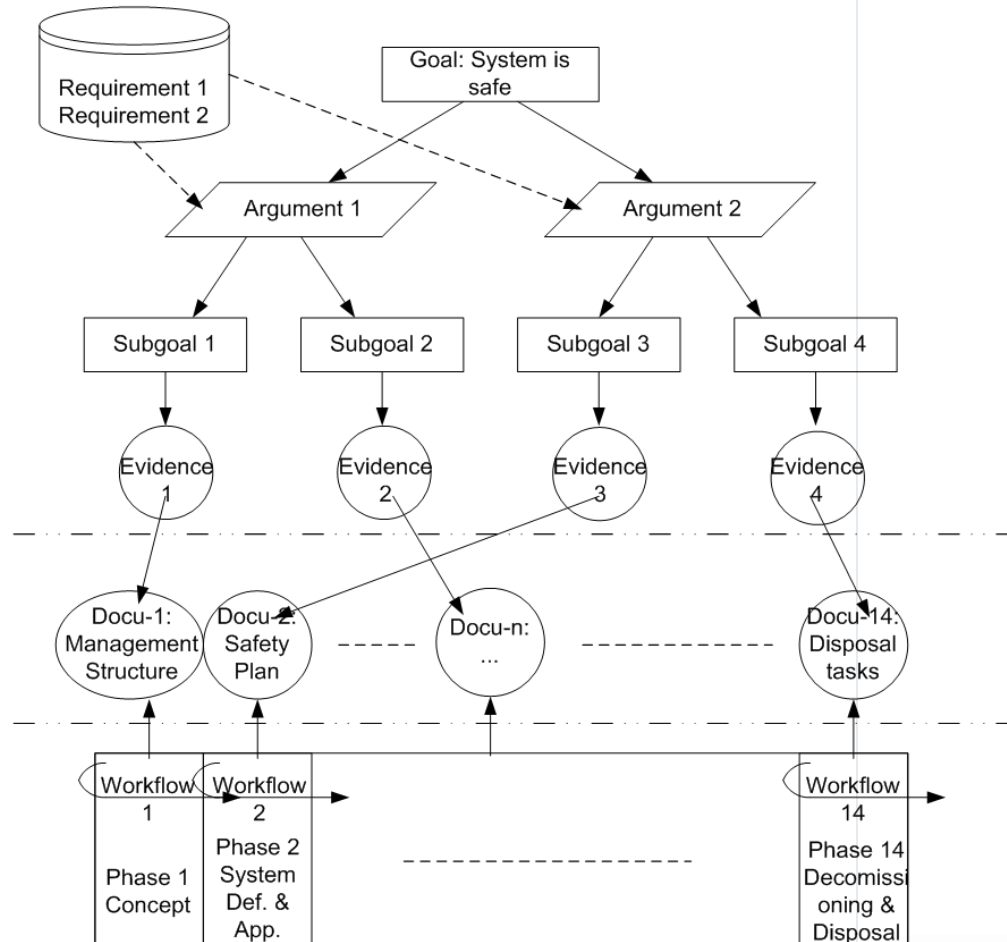 Requirement 1
Requirement 2
Goal: System is
safe
Argument 1
Argument 2
Subgoal 1
Subgoal 2
Subgoal 3
Subgoal 4
Evidence
1
Evidence
2
Evidence
3
Evidence
4
Docu-1:
Management
Structure
Docu-2:
Safety
Plan
Docu-n:
...
Docu-14:
Disposal
tasks
Workflow
1
Phase 1
Concept
Workflow
2
Phase 2
System
Def. &
App.
Workflow
14
Phase 14
Decomissi
oning &
Disposal